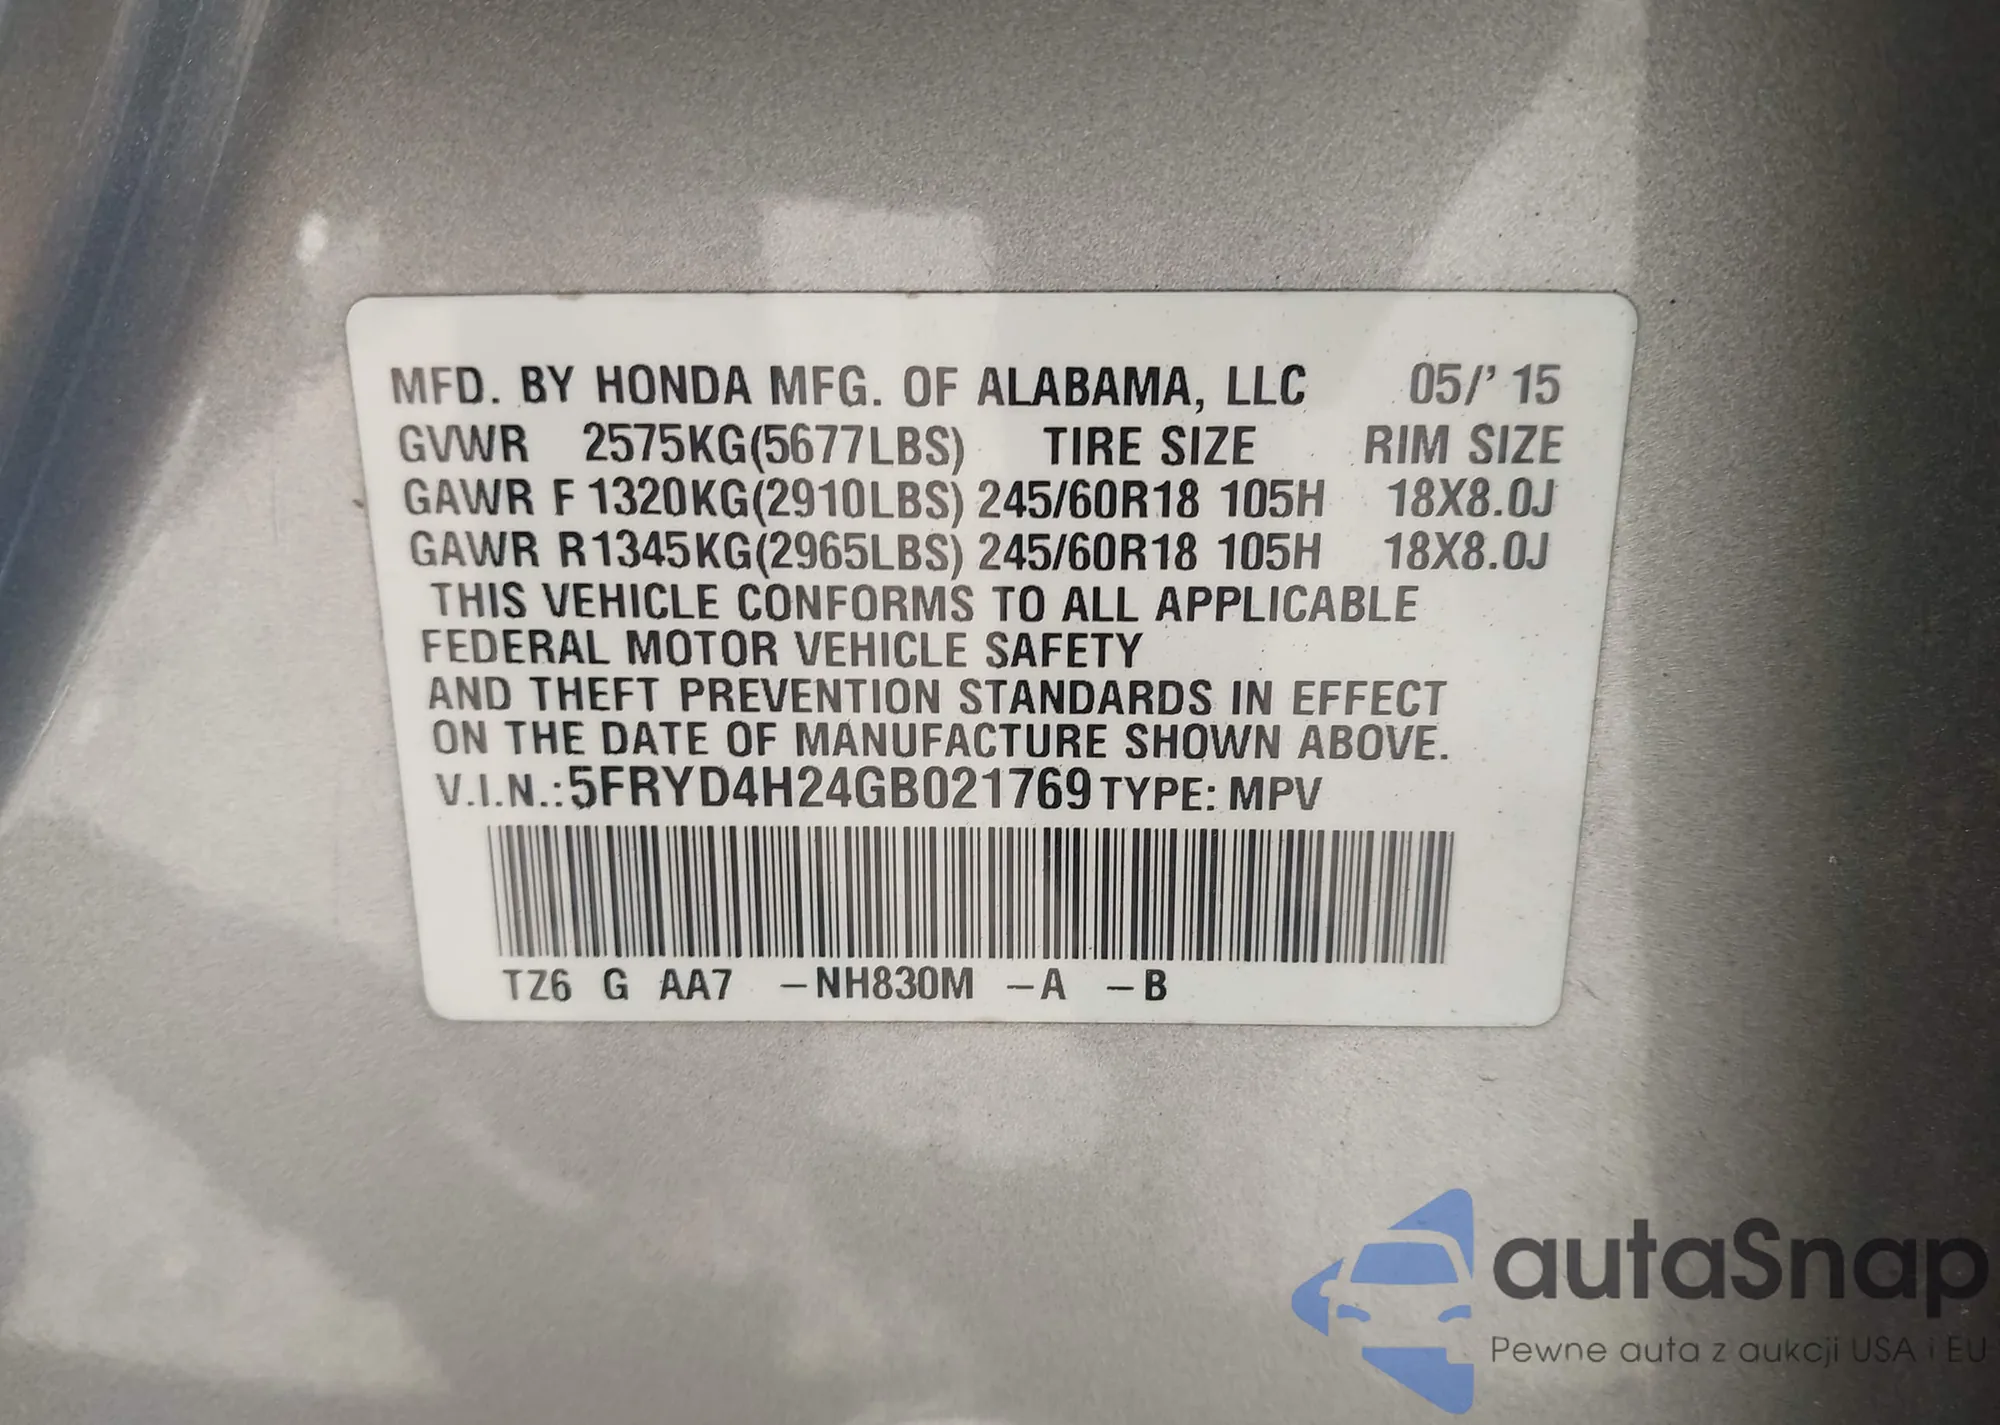 MFD. BY HONDA MFG. OF ALABAMA, LLC 05/' 15
GVWR 2575KG(5677LBS) TIRE SIZE RIM SIZE
GAWR F 1320KG(2910LBS) 245/60R18 105H 18X8.0J
GAWR R 1345KG(2965LBS) 245/60R18 105H 18X8.0J
THIS VEHICLE CONFORMS TO ALL APPLICABLE
FEDERAL MOTOR VEHICLE SAFETY
AND THEFT PREVENTION STANDARDS IN EFFECT
ON THE DATE OF MANUFACTURE SHOWN ABOVE.
V.I.N.: 5FRYD4H24GB021769 TYPE: MPV
TZ6 G AA7 -NH830M -A -B
autaSnap
Pewne auta z aukcji USA i EU